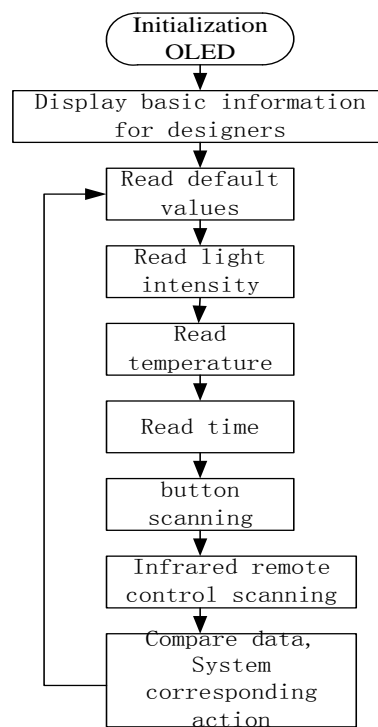 Initialization
OLED
Display basic information
for designers
Read default
values
Read light
intensity
Read
temperature
Read time
button
scanning
Infrared remote
control scanning
Compare data,
System
corresponding
action